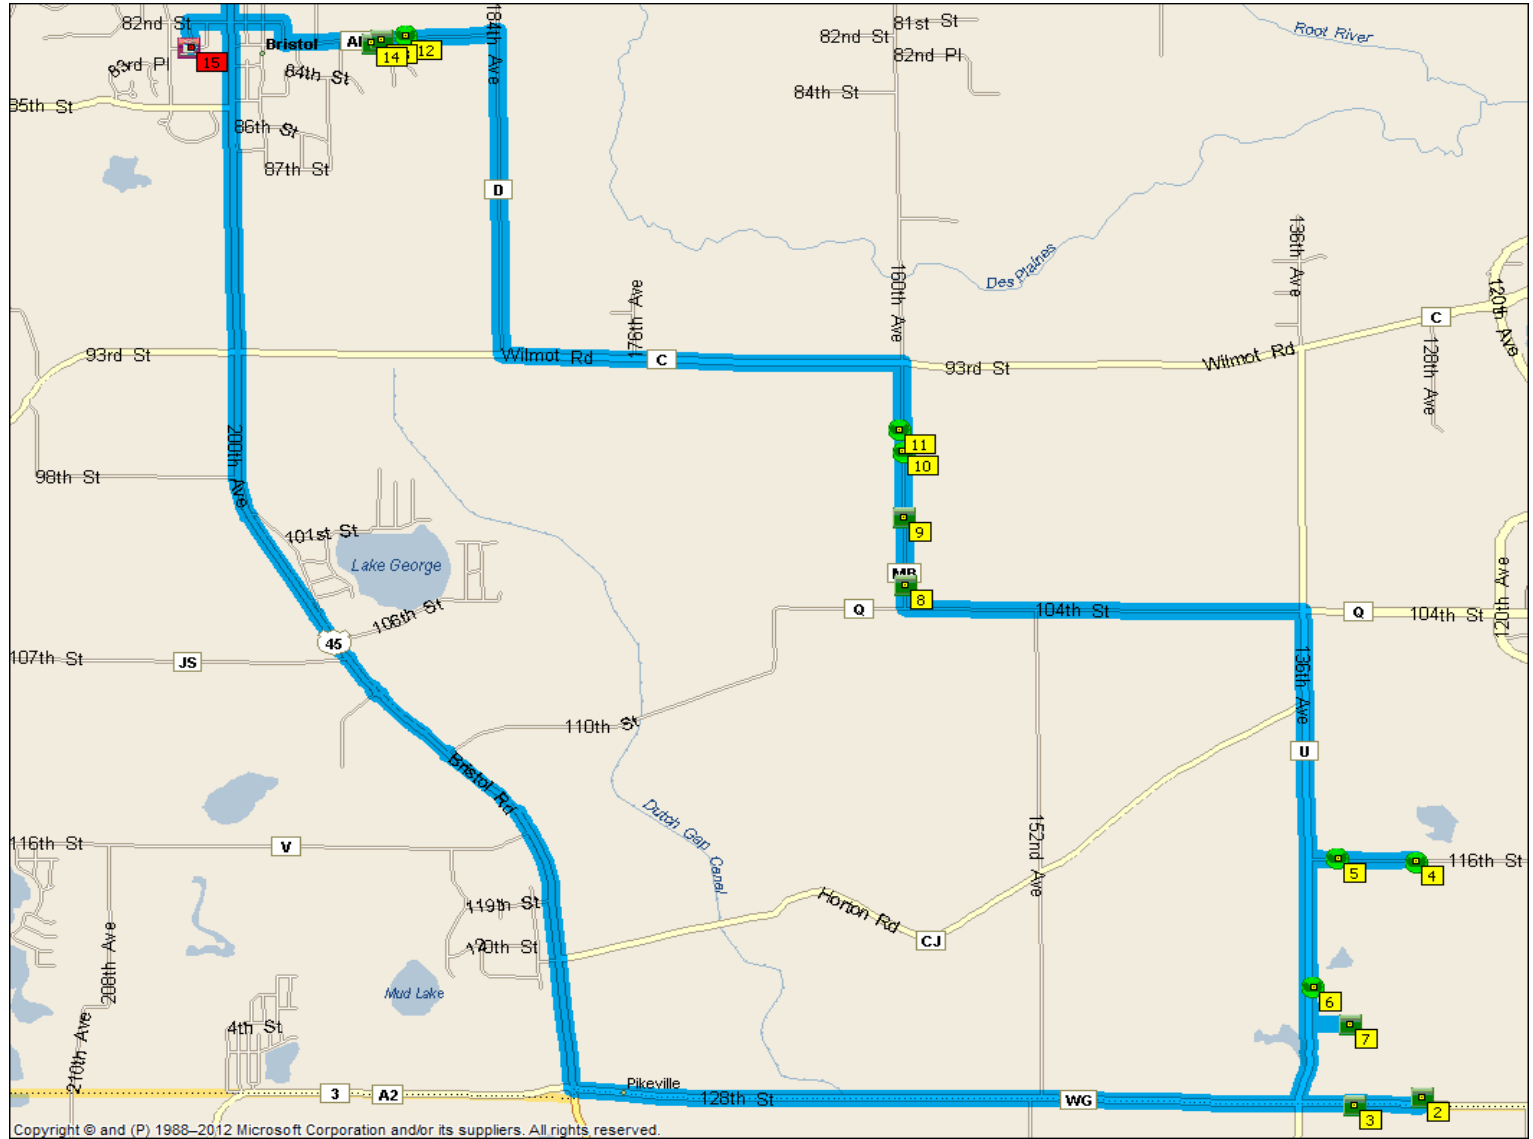 82nd St
184th Ave
81st St
Root River
Bristol
12
82nd St
14
15
83rd Pl
84th St
82nd Pl
85th St
84th St
86th St
87th St
D
136th Ave
160th Ave
Des Plaines
176th Ave
120th Ave
C
93rd St
Wilmot Rd
C
93rd St
Wilmot Rd
128th Ave
200th Ave
11
10
98th St
101st St
9
Lake George
8
106th St
Q
104th St
Q
104th St
120th Ave
45
107th St
JS
136th Ave
110th St
U
Bristol Rd
Dutch Gap Canal
116th St
V
152nd Ave
5
4
116th St
119th St
Horton Rd
CJ
208th Ave
Mud Lake
6
4th St
7
210th Ave
Pikeville
3
A2
128th St
WG
3
2
Copyright © and (P) 1988–2012 Microsoft Corporation and/or its suppliers. All rights reserved.